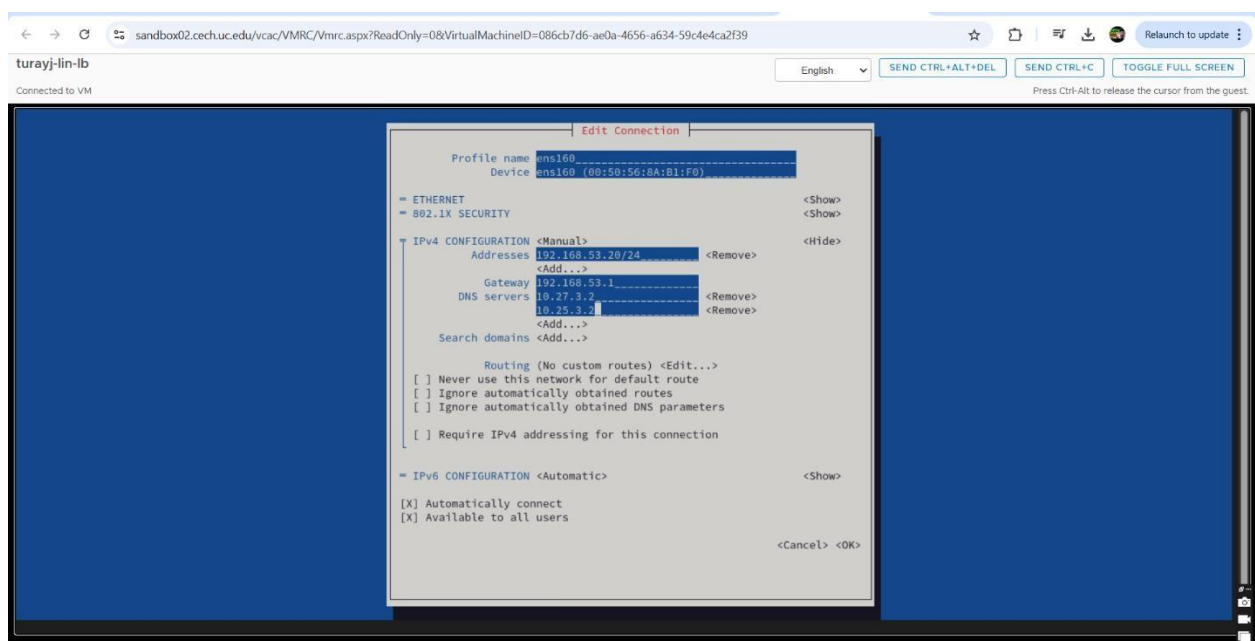 sandbox02.cech.uc.edu/vcac/VMRC/Vmrc.aspx?ReadOnly=0&VirtualMachineID=086cb7d6-ae0a-4656-a634-59c4e4ca2f39 Relaunch to update
turayj-lin-lb English SEND CTRL+ALT+DEL SEND CTRL+C TOGGLE FULL SCREEN
Connected to VM Press Ctrl-Alt to release the cursor from the guest.
Edit Connection
Profile name ens160
Device ens160 (00:50:56:8A:B1:F0)
= ETHERNET <Show>
= 802.1X SECURITY <Show>
IPv4 CONFIGURATION <Manual> <Hide>
Addresses 192.168.53.20/24 <Remove>
<Add...>
Gateway 192.168.53.1
DNS servers 10.27.3.2 <Remove>
10.25.3.2 <Remove>
<Add...>
Search domains <Add...>
Routing (No custom routes) <Edit...>
[ ] Never use this network for default route
[ ] Ignore automatically obtained routes
[ ] Ignore automatically obtained DNS parameters
[ ] Require IPv4 addressing for this connection
= IPv6 CONFIGURATION <Automatic> <Show>
[X] Automatically connect
[X] Available to all users
<Cancel> <OK>